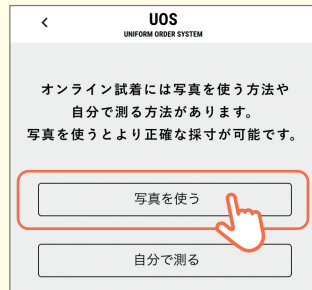 UOS
UNIFORM ORDER SYSTEM
オンライン試着には写真を使う方法や
自分で測る方法があります。
写真を使うとより正確な採寸が可能です。
写真を使う
自分で測る